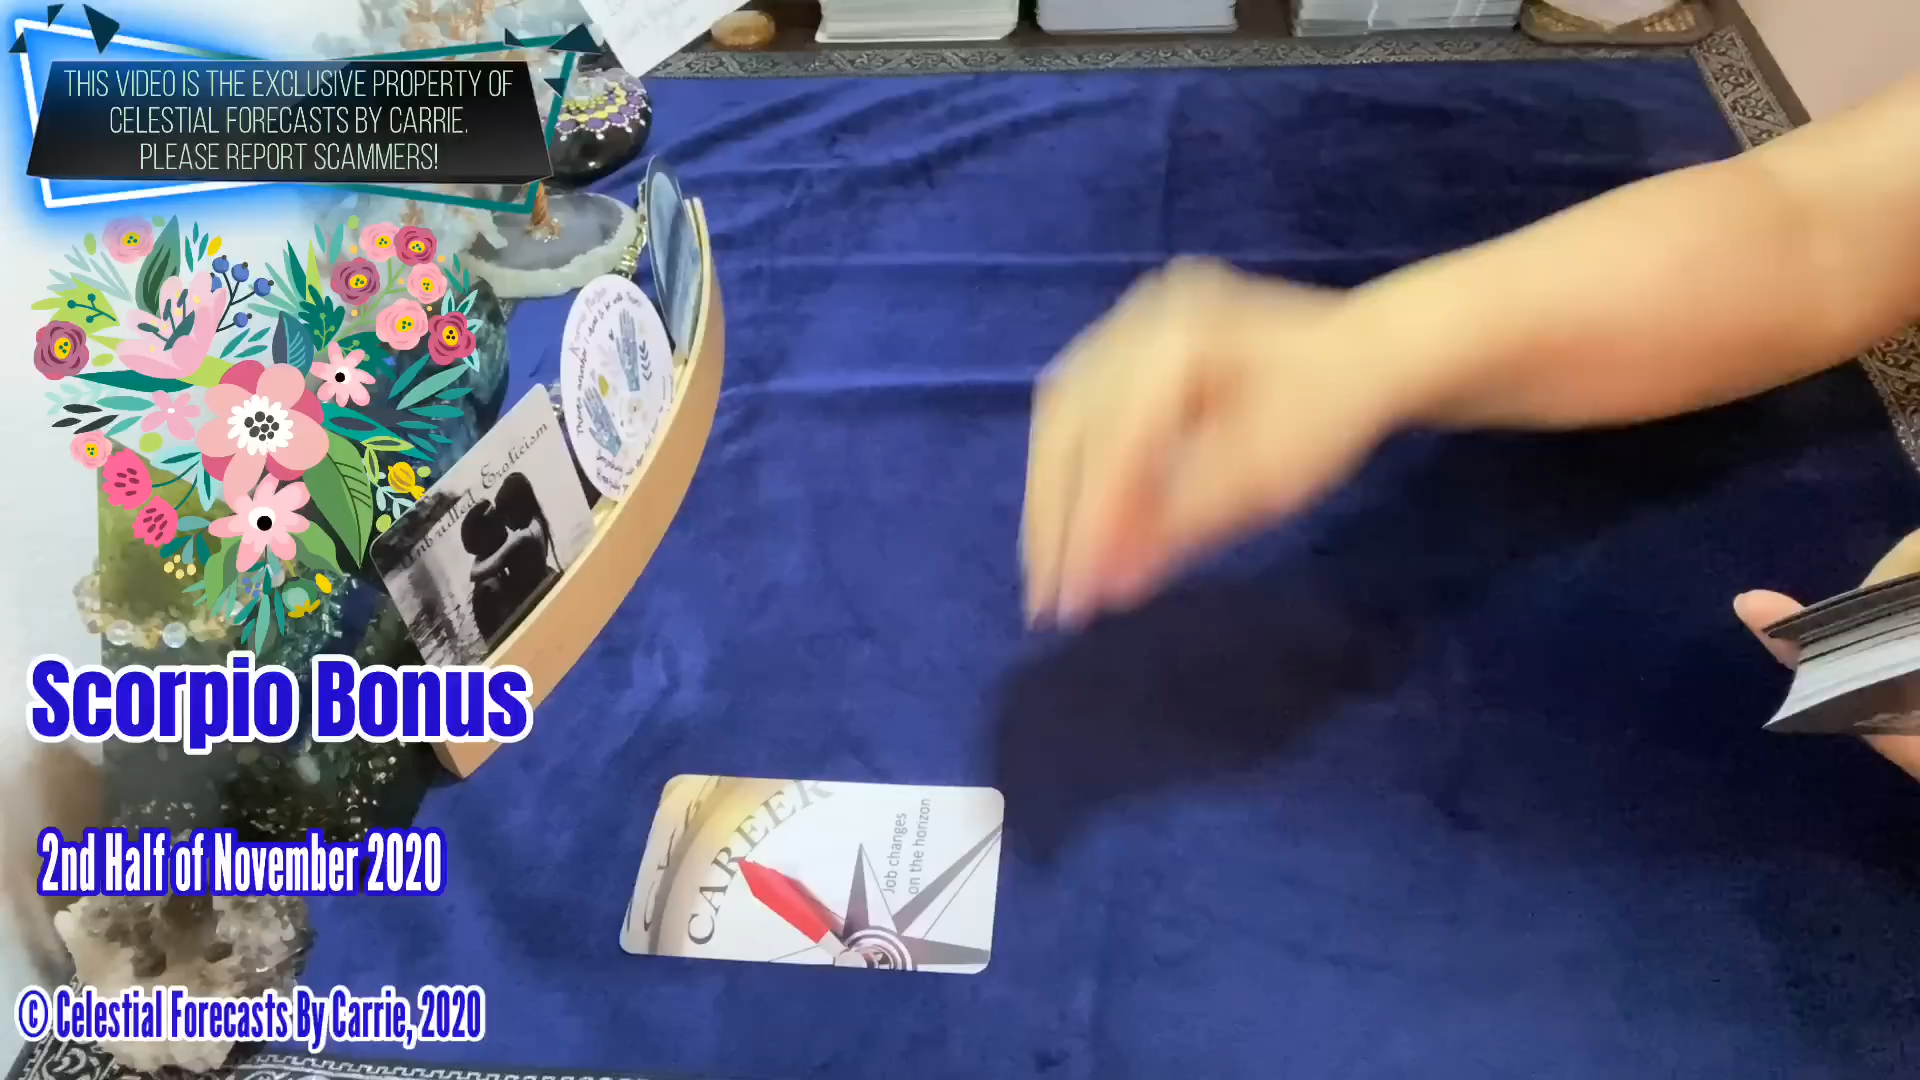 THIS VIDEO IS THE EXCLUSIVE PROPERTY OF
CELESTIAL FORECASTS BY CARRIE.
PLEASE REPORT SCAMMERS!
Unbridled Eroticism
Scorpio Bonus
2nd Half of November 2020
© Celestial Forecasts By Carrie, 2020
CAREER
Job changes
on the horizon